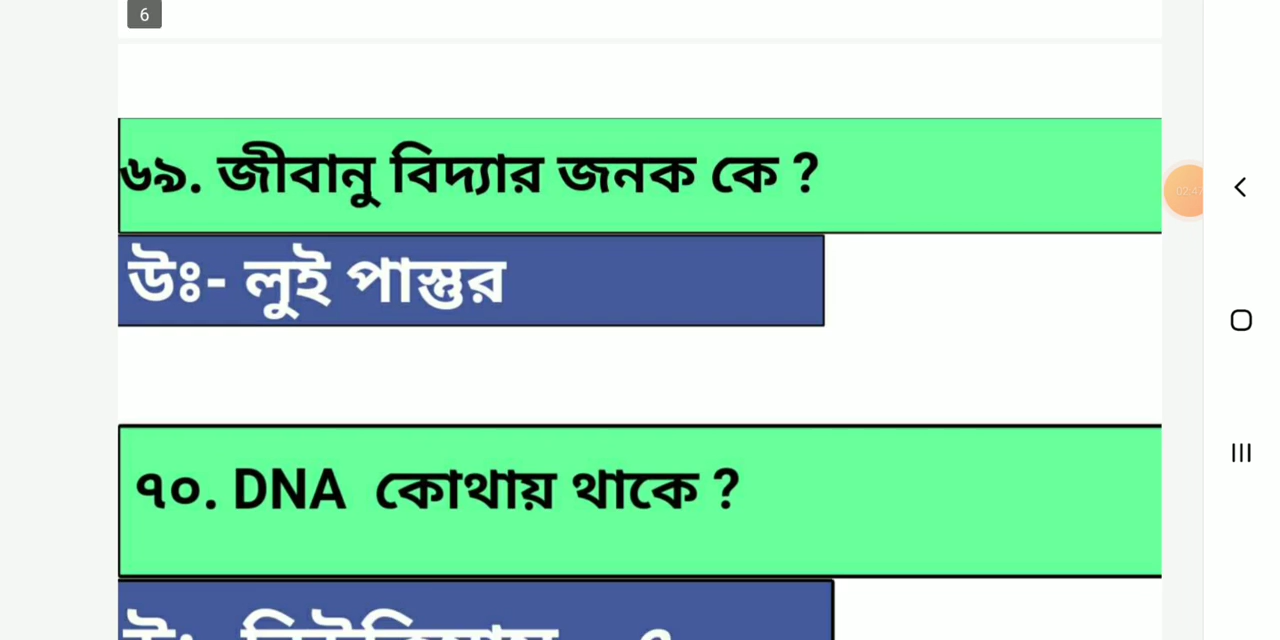 6
৬৯. জীবানু বিদ্যার জনক কে ?
উঃ- লুই পাস্তুর
৭০. DNA কোথায় থাকে ?
উঃ-